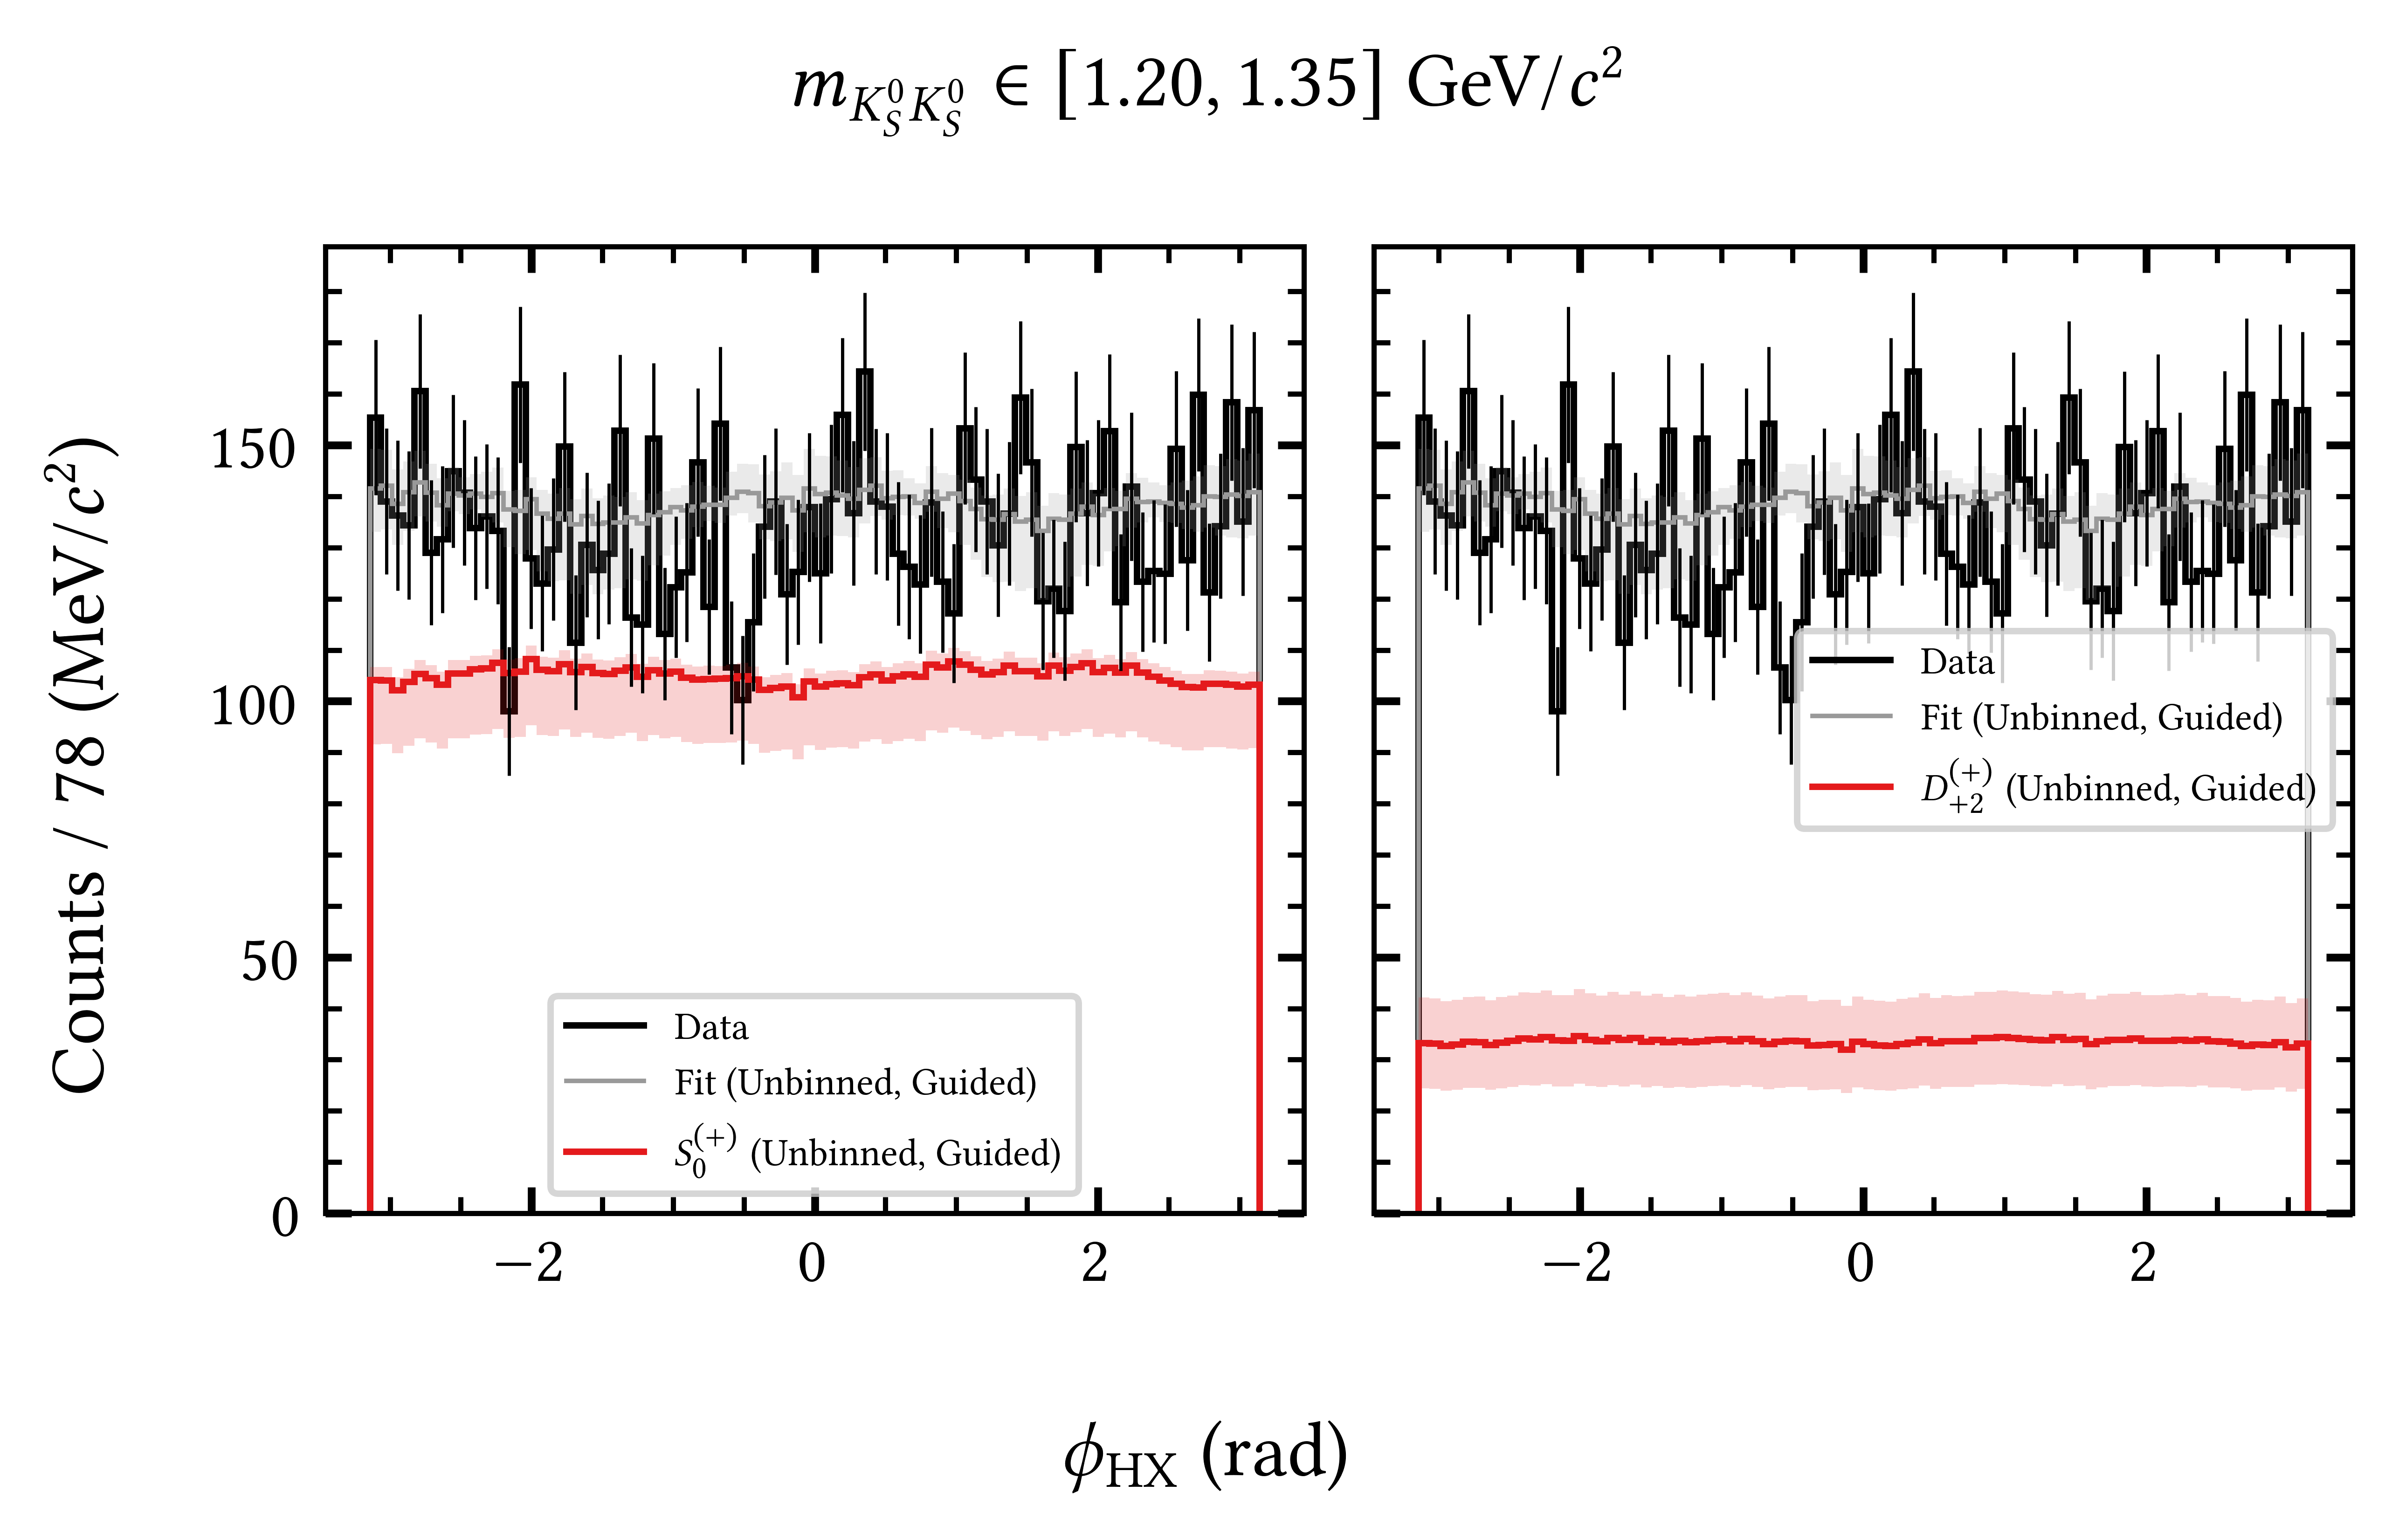 m_{K_S^0 K_S^0} ∈ [1.20, 1.35] GeV/c²
Counts / 78 (MeV/c²)
150
100
50
0
Data
Fit (Unbinned, Guided)
S_0^{(+)} (Unbinned, Guided)
−2 0 2
Data
Fit (Unbinned, Guided)
D_{+2}^{(+)} (Unbinned, Guided)
−2 0 2
ϕ_{HX} (rad)